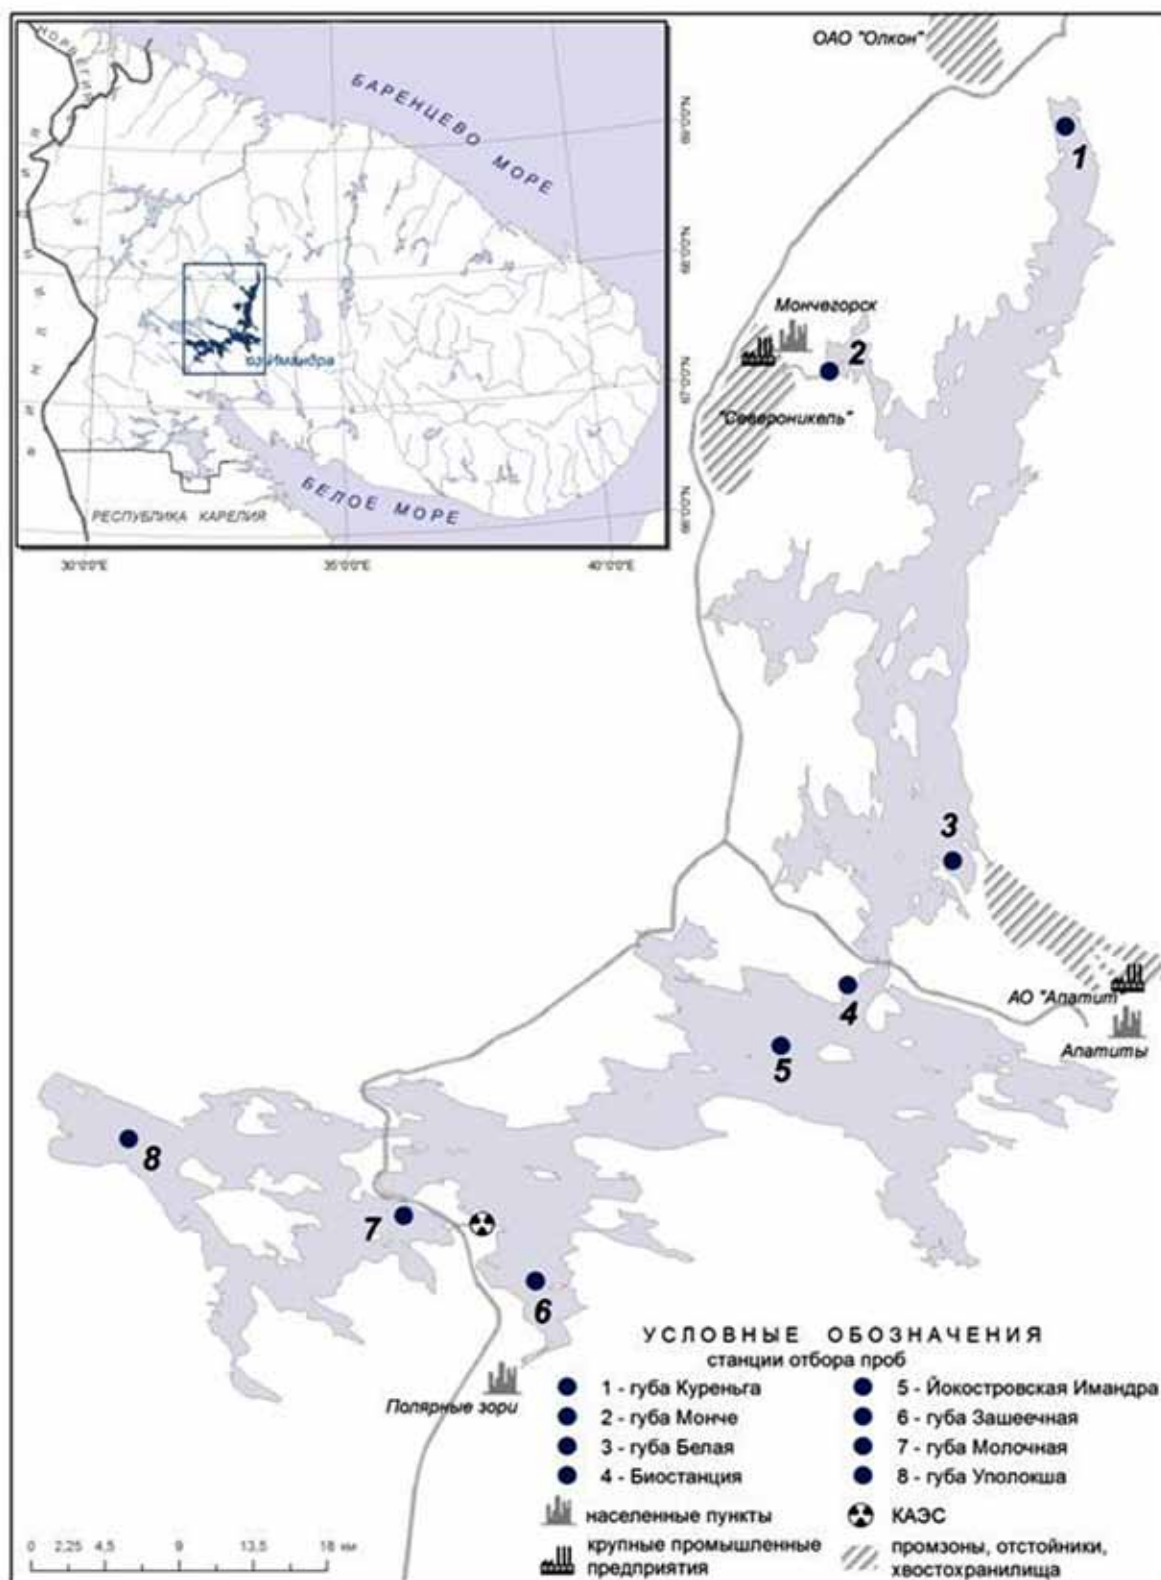 ОАО "Олкон"
НОРВЕГИЯ
БАРЕНЦЕВО МОРЕ
69°0'0"N
1
68°0'0"N
Мончегорск
2
оз Имандра
67°0'0"N
"Североникель"
ФИНЛЯНДИЯ
БЕЛОЕ МОРЕ
66°0'0"N
РЕСПУБЛИКА КАРЕЛИЯ
30°0'0"E
35°0'0"E
40°0'0"E
3
АО "Апатит
4
Апатиты
5
8
7
6
Полярные зори
УСЛОВНЫЕ ОБОЗНАЧЕНИЯ
станции отбора проб
1 - губа Куреньга
2 - губа Монче
3 - губа Белая
4 - Биостанция
5 - Йокостровская Имандра
6 - губа Зашеечная
7 - губа Молочная
8 - губа Уполокша
населенные пункты
КАЭС
крупные промышленные
предприятия
промзоны, отстойники,
хвостохранилища
0 2,25 4,5 9 13,5 18 км